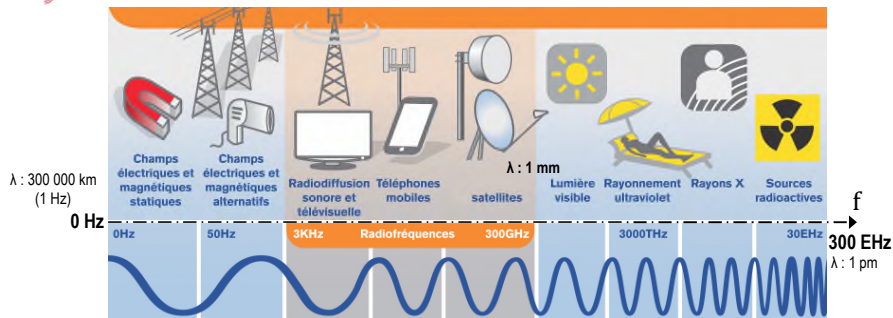 λ : 1 mm
Champs
électriques et
magnétiques
statiques
Champs
électriques et
magnétiques
alternatifs
Radiodiffusion
sonore et
télévisuelle
Téléphones
mobiles
satellites
Lumière
visible
Rayonnement
ultraviolet
Rayons X
Sources
radioactives
λ : 300 000 km
(1 Hz)
0 Hz
f
0Hz 50Hz 3KHz Radiofréquences 300GHz 3000THz 30EHz
300 EHz
λ : 1 pm